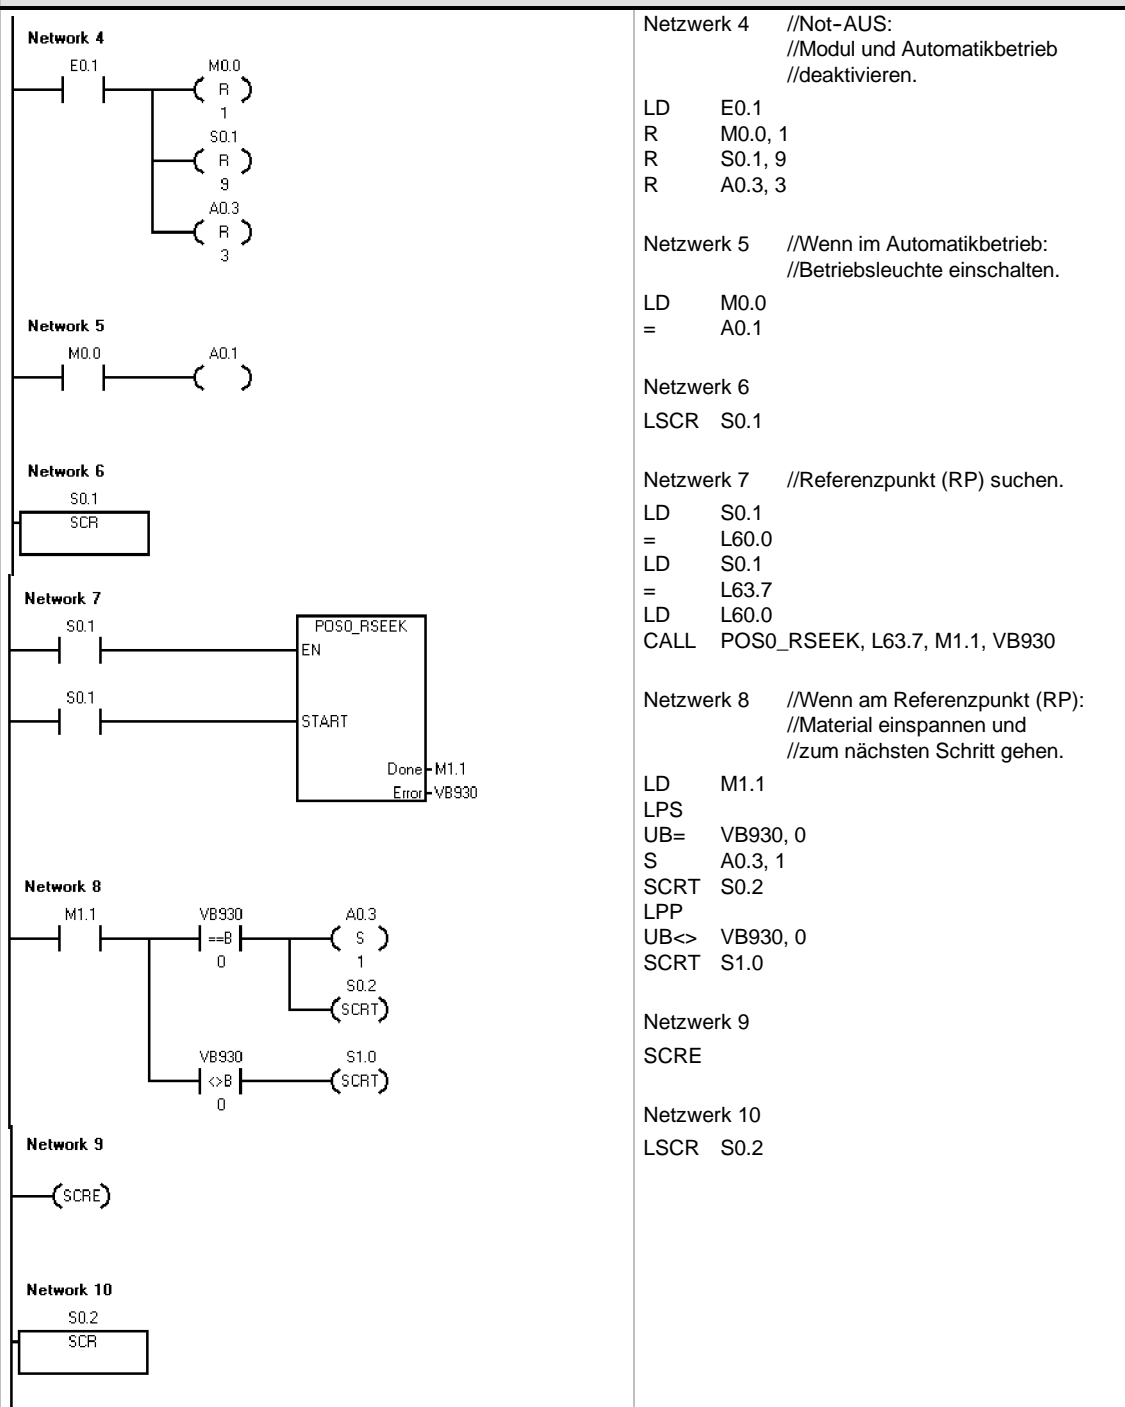 Network 4
E0.1
M0.0
R
1
S0.1
R
9
A0.3
R
3
Network 5
M0.0
A0.1
Network 6
S0.1
SCR
Network 7
S0.1
POS0_RSEEK
EN
S0.1
START
Done
M1.1
Error
VB930
Network 8
M1.1
VB930
==B
0
A0.3
S
1
S0.2
SCRT
VB930
<>B
0
S1.0
SCRT
Network 9
SCRE
Network 10
S0.2
SCR
Netzwerk 4 //Not-AUS:
//Modul und Automatikbetrieb
//deaktivieren.
LD E0.1
R M0.0, 1
R S0.1, 9
R A0.3, 3
Netzwerk 5 //Wenn im Automatikbetrieb:
//Betriebsleuchte einschalten.
LD M0.0
= A0.1
Netzwerk 6
LSCR S0.1
Netzwerk 7 //Referenzpunkt (RP) suchen.
LD S0.1
= L60.0
LD S0.1
= L63.7
LD L60.0
CALL POS0_RSEEK, L63.7, M1.1, VB930
Netzwerk 8 //Wenn am Referenzpunkt (RP):
//Material einspannen und
//zum nächsten Schritt gehen.
LD M1.1
LPS
UB= VB930, 0
S A0.3, 1
SCRT S0.2
LPP
UB<> VB930, 0
SCRT S1.0
Netzwerk 9
SCRE
Netzwerk 10
LSCR S0.2